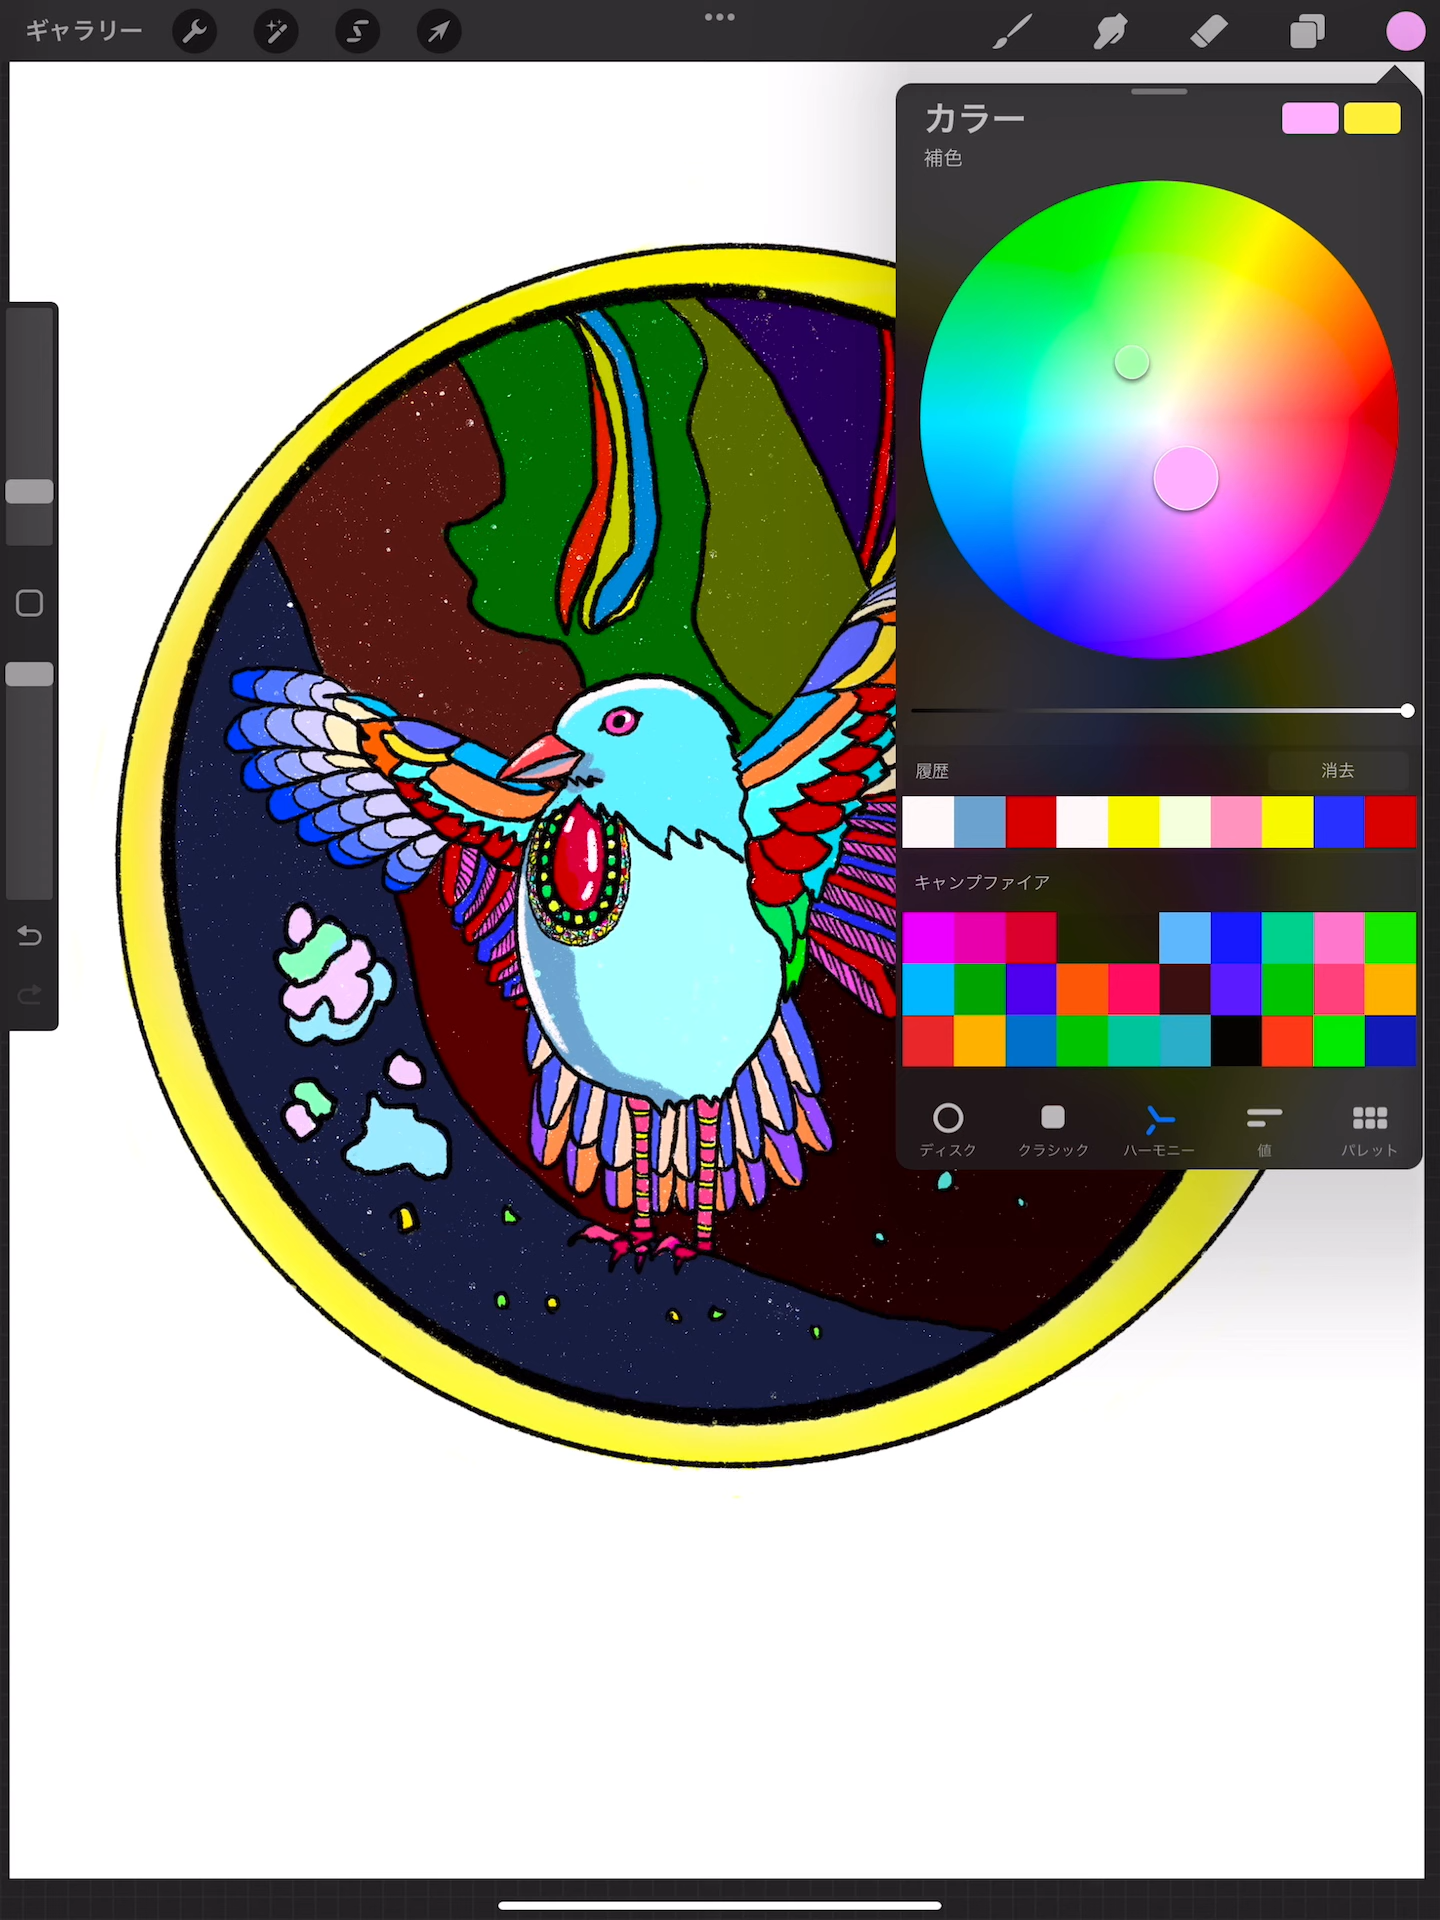 ギャラリー
カラー
補色
履歴
消去
キャンプファイア
ディスク
クラシック
ハーモニー
値
パレット